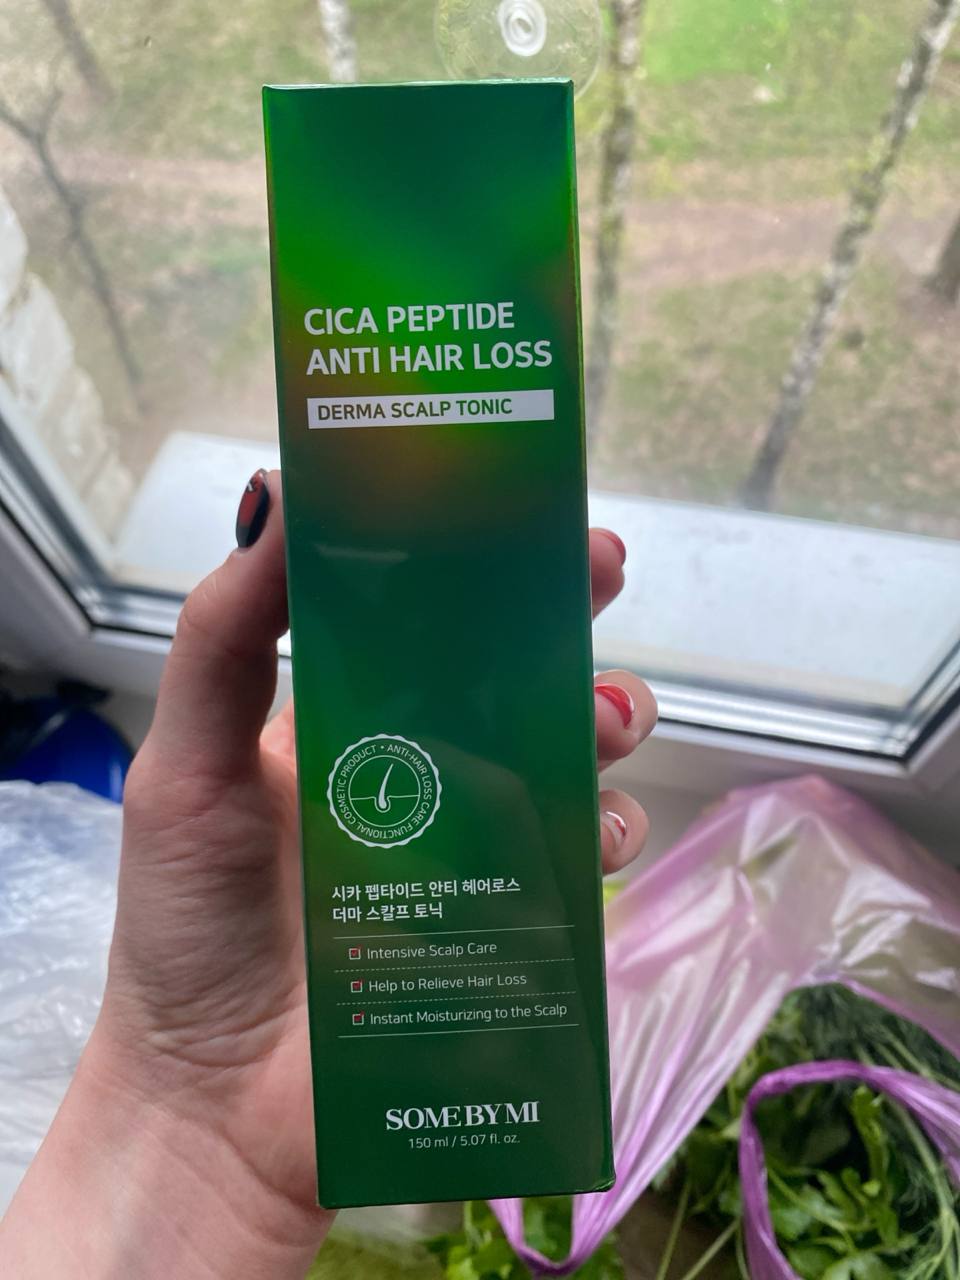 CICA PEPTIDE
ANTI HAIR LOSS
DERMA SCALP TONIC
ANTI-HAIR LOSS CARE FUNCTIONAL COSMETIC PRODUCT •
시카 펩타이드 안티 헤어로스
더마 스칼프 토닉
Intensive Scalp Care
Help to Relieve Hair Loss
Instant Moisturizing to the Scalp
SOME BY MI
150 ml / 5.07 fl. oz.